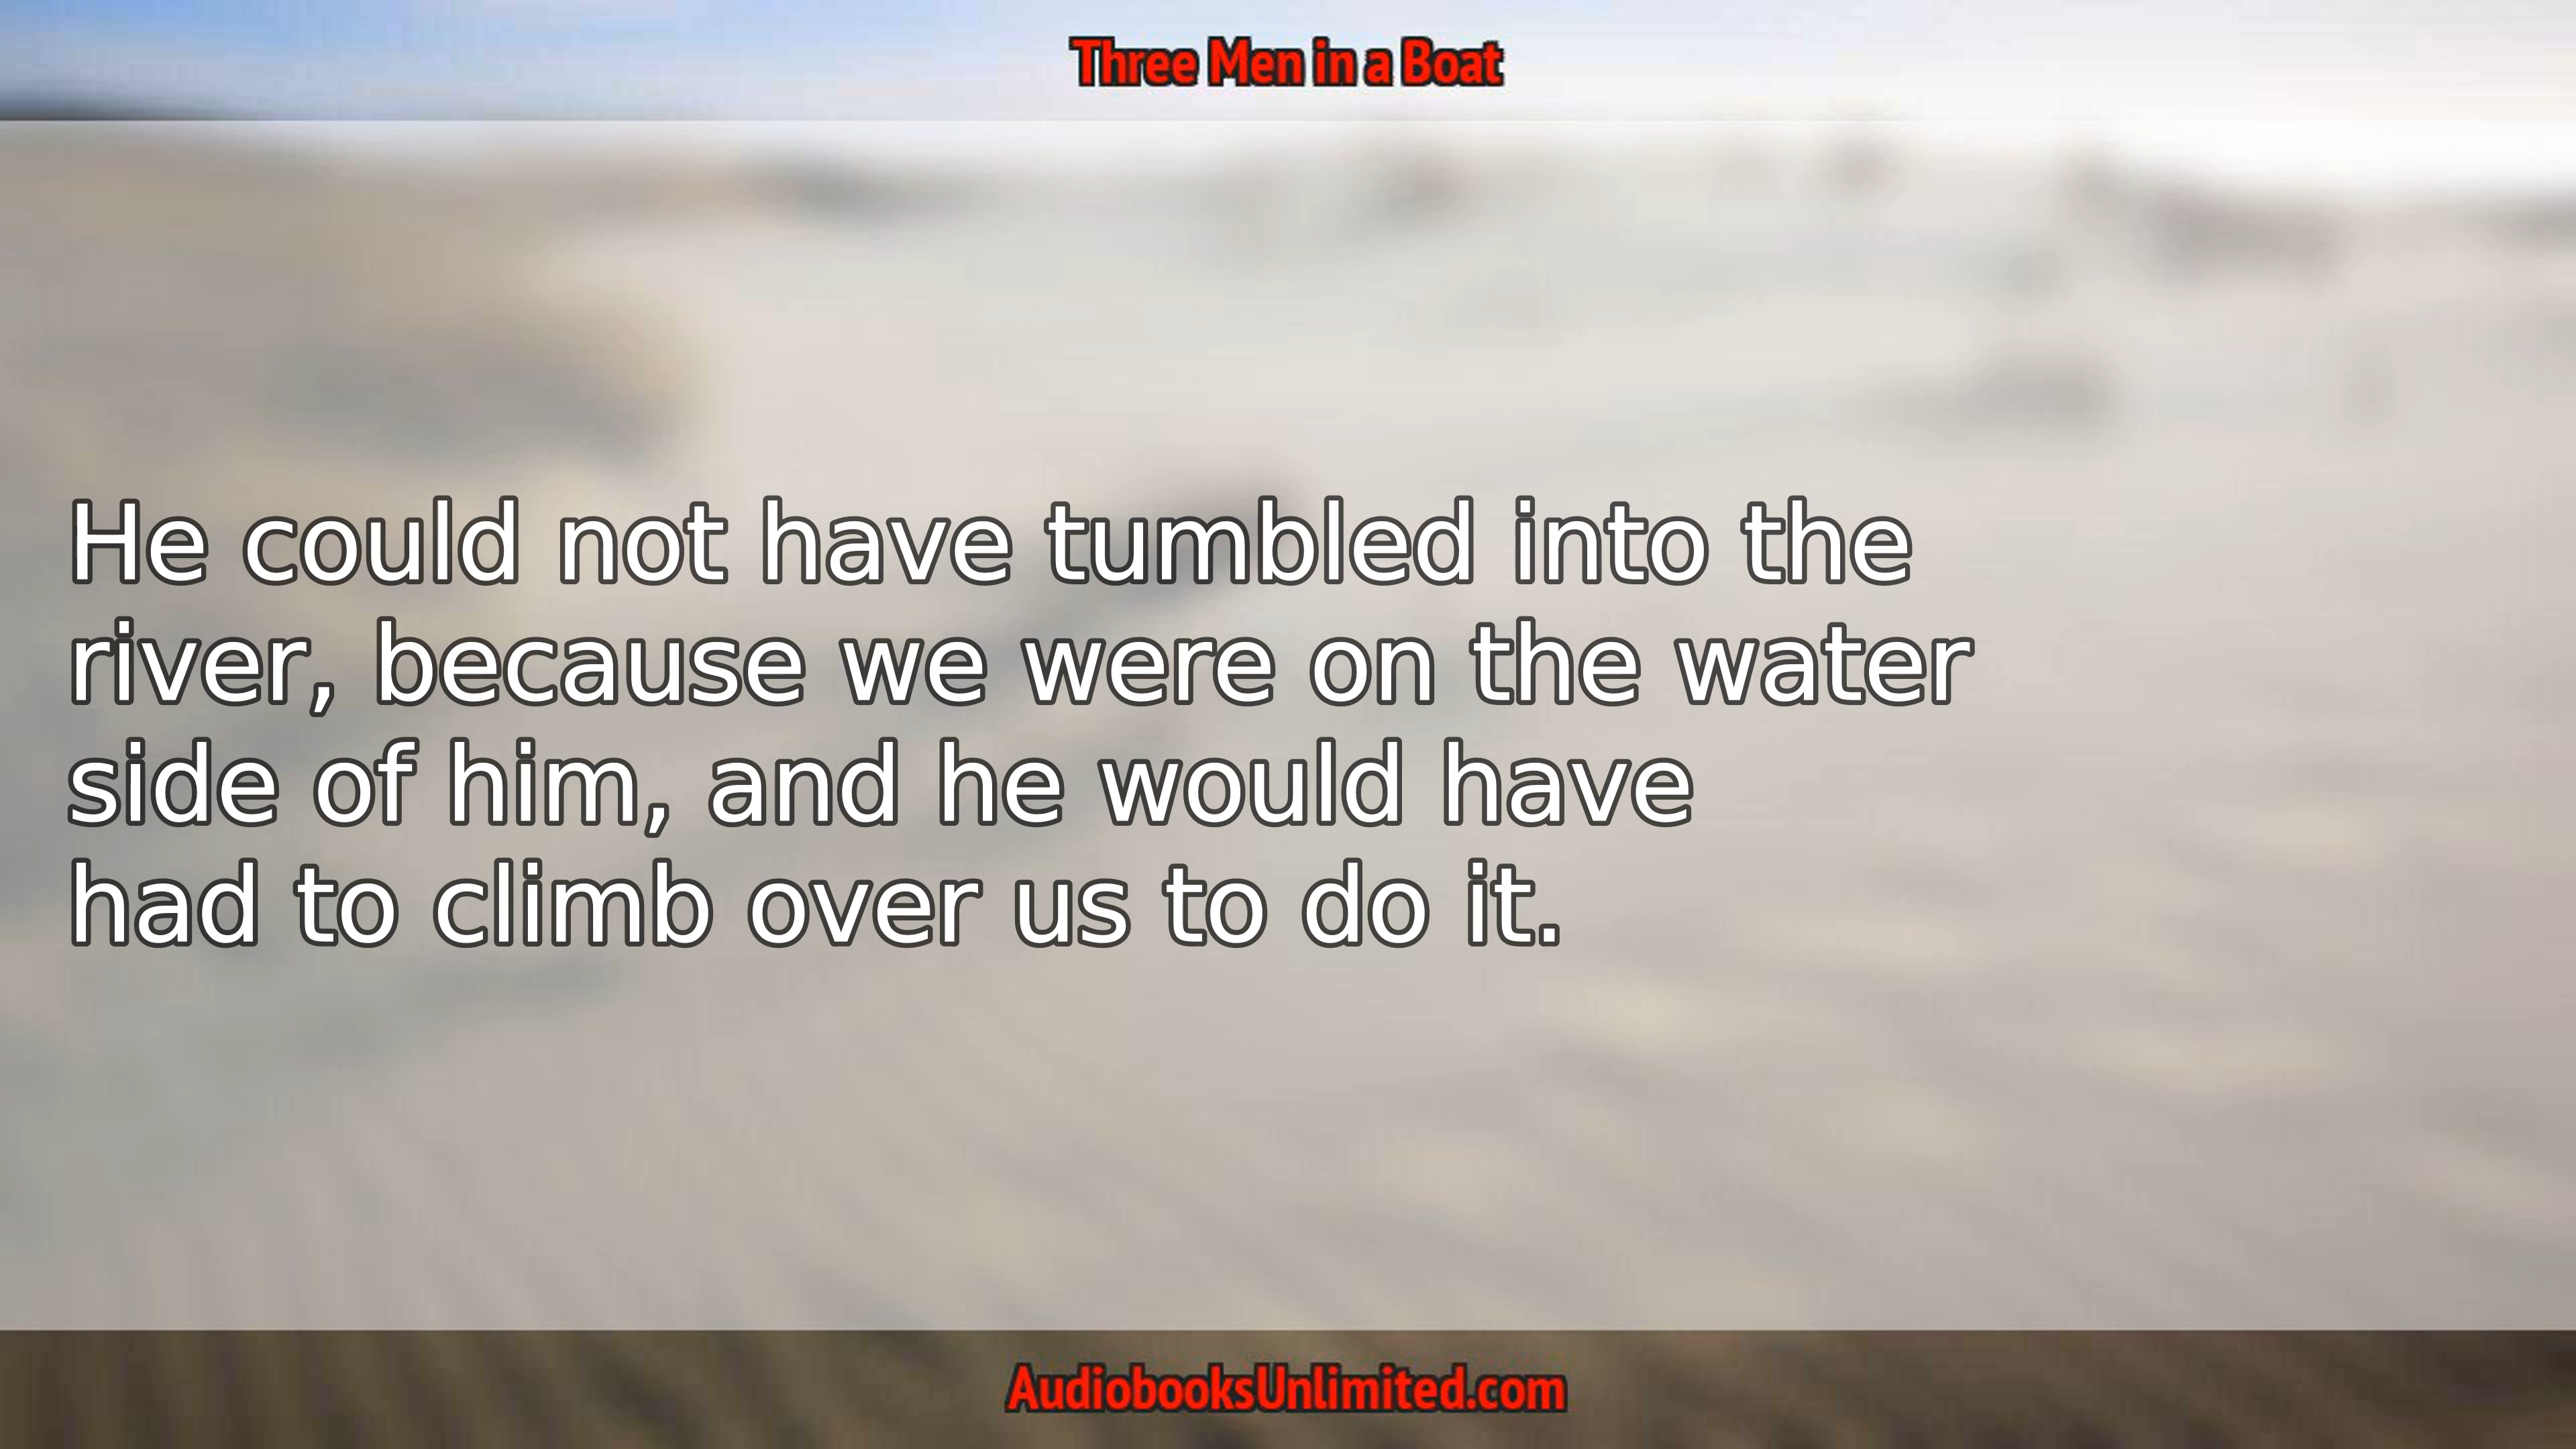 Three Men in a Boat
He could not have tumbled into the
river, because we were on the water
side of him, and he would have
had to climb over us to do it.
AudiobooksUnlimited.com